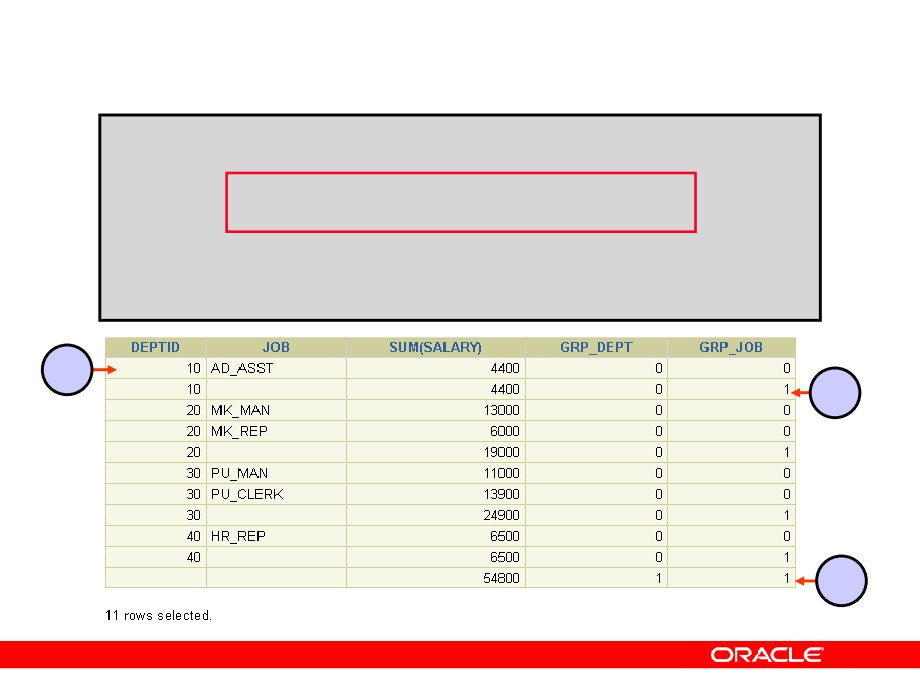 DEPTID JOB SUM(SALARY) GRP_DEPT GRP_JOB
10 AD_ASST 4400 0 0
10 4400 0 1
20 MK_MAN 13000 0 0
20 MK_REP 6000 0 0
20 19000 0 1
30 PU_MAN 11000 0 0
30 PU_CLERK 13900 0 0
30 24900 0 1
40 HR_REP 6500 0 0
40 6500 0 1
54800 1 1
11 rows selected.
ORACLE